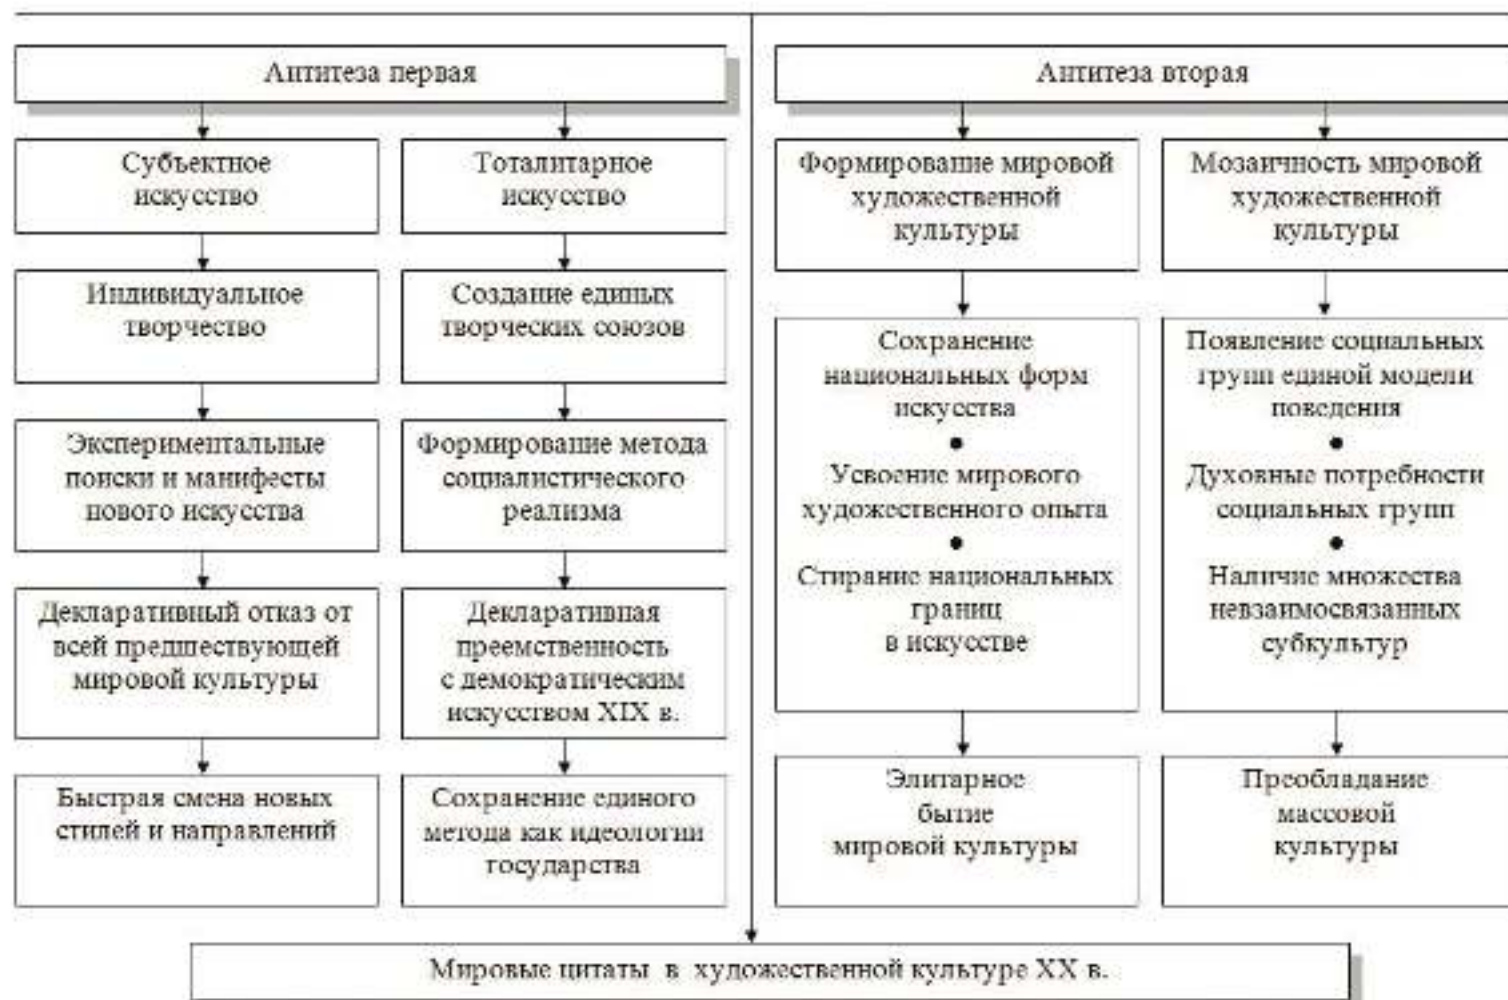 Антитеза первая
Субъектное
искусство
Индивидуальное
творчество
Экспериментальные
поиски и манифесты
нового искусства
Декларативный отказ от
всей предшествующей
мировой культуры
Быстрая смена новых
стилей и направлений
Тоталитарное
искусство
Создание единых
творческих союзов
Формирование метода
социалистического
реализма
Декларативная
преемственность
с демократическим
искусством XIX в.
Сохранение единого
метода как идеологии
государства
Антитеза вторая
Формирование мировой
художественной
культуры
Сохранение
национальных форм
искусства
●
Усвоение мирового
художественного опыта
●
Стирание национальных
границ
в искусстве
Элитарное
бытие
мировой культуры
Мозаичность мировой
художественной
культуры
Появление социальных
групп единой модели
поведения
●
Духовные потребности
социальных групп
●
Наличие множества
невзаимосвязанных
субкультур
Преобладание
массовой
культуры
Мировые цитаты в художественной культуре XX в.